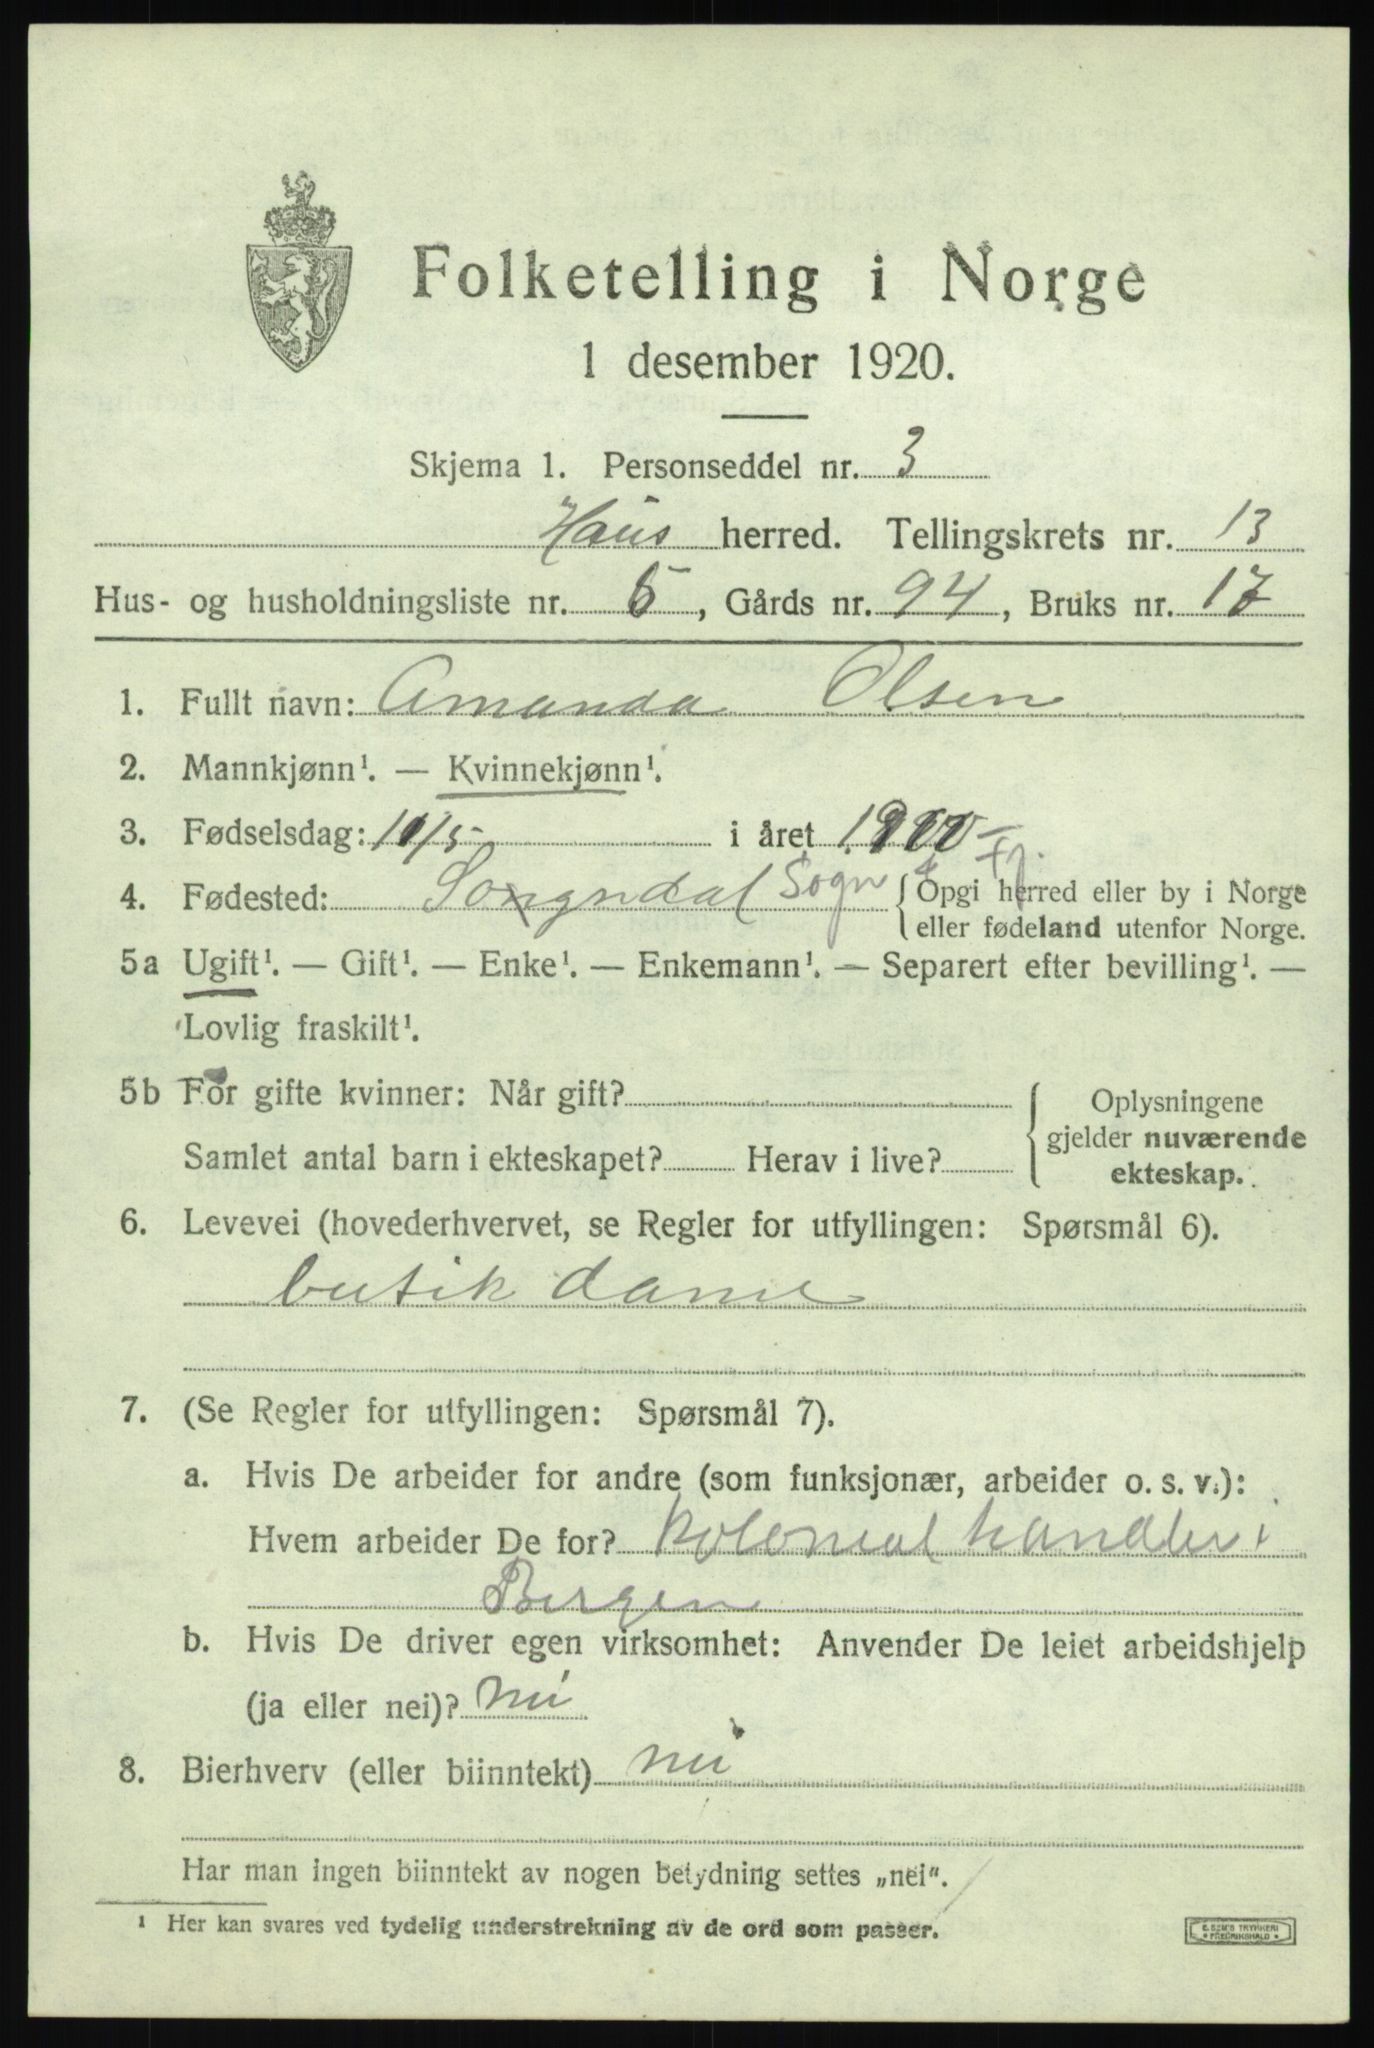 Folketelling i Norge
1 desember 1920.
Skjema 1. Personseddel nr. 3
Haus herred. Tellingskrets nr. 13
Hus- og husholdningsliste nr. 6, Gårds nr. 94, Bruks nr. 17
1. Fullt navn: Amanda Olsen
2. Mannkjønn¹. — Kvinnekjønn¹.
3. Fødselsdag: 10/5 i året 1900
4. Fødested: Sogndal Sogn & Fj. {Opgi herred eller by i Norge
eller fødeland utenfor Norge.
5a Ugift¹. — Gift¹. — Enke¹. — Enkemann¹. — Separert efter bevilling¹. —
Lovlig fraskilt¹.
5b For gifte kvinner: Når gift? { Oplysningene
gjelder nuværende
Samlet antal barn i ekteskapet? Herav i live? ekteskap.
6. Levevei (hovederhvervet, se Regler for utfyllingen: Spørsmål 6).
butik dame
7. (Se Regler for utfyllingen: Spørsmål 7).
a. Hvis De arbeider for andre (som funksjonær, arbeider o. s. v.):
Hvem arbeider De for? Kolonial handler i
Bergen
b. Hvis De driver egen virksomhet: Anvender De leiet arbeidshjelp
(ja eller nei)? nei
8. Bierhverv (eller biinntekt) nei
Har man ingen biinntekt av nogen betydning settes „nei“.
¹ Her kan svares ved tydelig understrekning av de ord som passer.
E. SEM'S TRYKKERI
FREDRIKSHALD